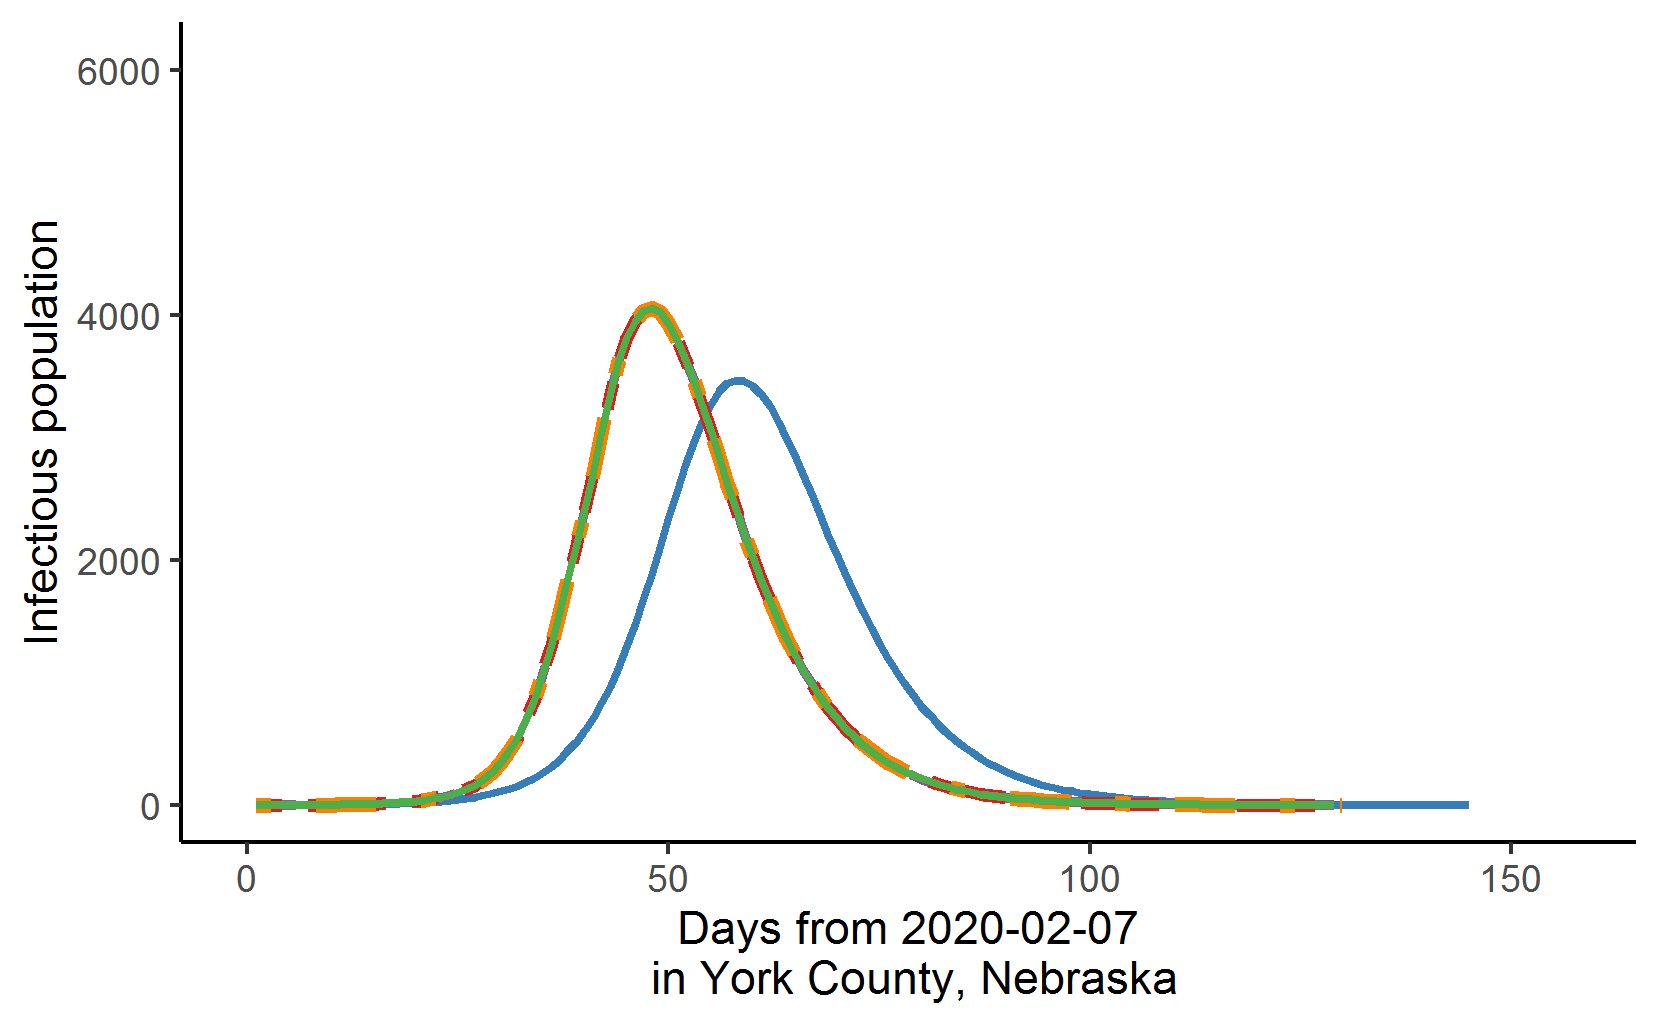 6000
4000
2000
0
Infectious population
0 50 100 150
Days from 2020-02-07
in York County, Nebraska